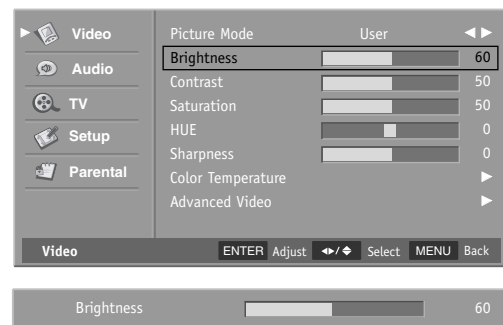 Video
Audio
TV
Setup
Parental
Picture Mode User ◄ ►
Brightness 60
Contrast 50
Saturation 50
HUE 0
Sharpness 0
Color Temperature ►
Advanced Video ►
Video ENTER Adjust ◄►/ Select MENU Back
Brightness 60